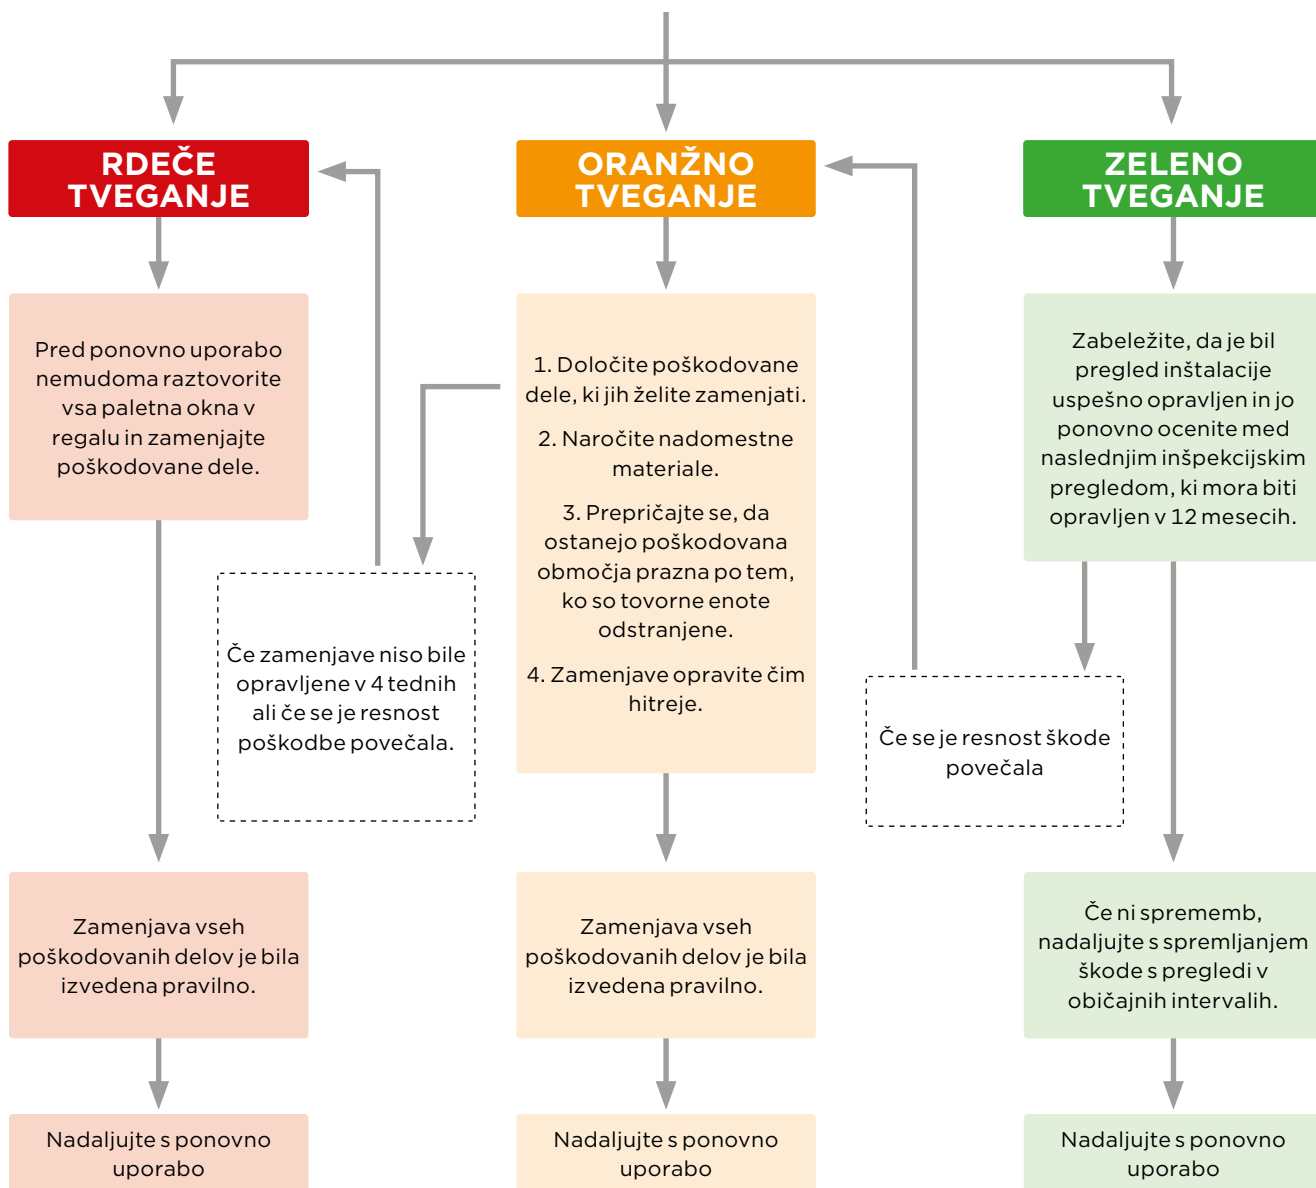 RDEČE
TVEGANJE
ORANŽNO
TVEGANJE
ZELENO
TVEGANJE
Pred ponovno uporabo
nemudoma raztovorite
vsa paletna okna v
regalu in zamenjajte
poškodovane dele.
1. Določite poškodovane
dele, ki jih želite zamenjati.
2. Naročite nadomestne
materiale.
3. Prepričajte se, da
ostanejo poškodovana
območja prazna po tem,
ko so tovorne enote
odstranjene.
4. Zamenjave opravite čim
hitreje.
Zabeležite, da je bil
pregled inštalacije
uspešno opravljen in jo
ponovno ocenite med
naslednjim inšpekcijskim
pregledom, ki mora biti
opravljen v 12 mesecih.
Če zamenjave niso bile
opravljene v 4 tednih
ali če se je resnost
poškodbe povečala.
Če se je resnost škode
povečala
Zamenjava vseh
poškodovanih delov je bila
izvedena pravilno.
Zamenjava vseh
poškodovanih delov je bila
izvedena pravilno.
Če ni sprememb,
nadaljujte s spremljanjem
škode s pregledi v
običajnih intervalih.
Nadaljujte s ponovno
uporabo
Nadaljujte s ponovno
uporabo
Nadaljujte s ponovno
uporabo